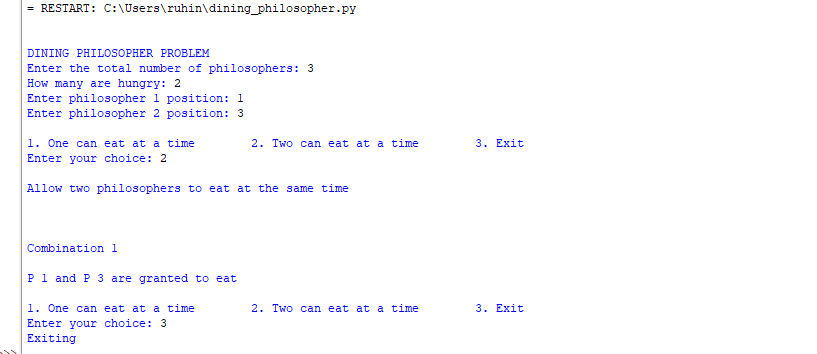 = RESTART: C:\Users\ruhin\dining_philosopher.py
DINING PHILOSOPHER PROBLEM
Enter the total number of philosophers: 3
How many are hungry: 2
Enter philosopher 1 position: 1
Enter philosopher 2 position: 3
1. One can eat at a time 2. Two can eat at a time 3. Exit
Enter your choice: 2
Allow two philosophers to eat at the same time
Combination 1
P 1 and P 3 are granted to eat
1. One can eat at a time 2. Two can eat at a time 3. Exit
Enter your choice: 3
Exiting
>>>